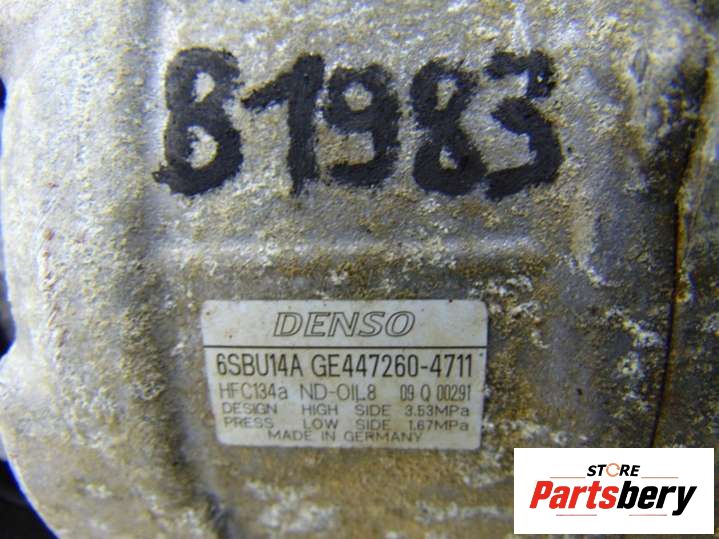 B1983
DENSO
6SBU14A GE447260-4711
HFC134a ND-OIL8 09 Q 00291
DESIGN HIGH SIDE 3.53MPa
PRESS LOW SIDE 1.67MPa
MADE IN GERMANY
STORE
Partsbery